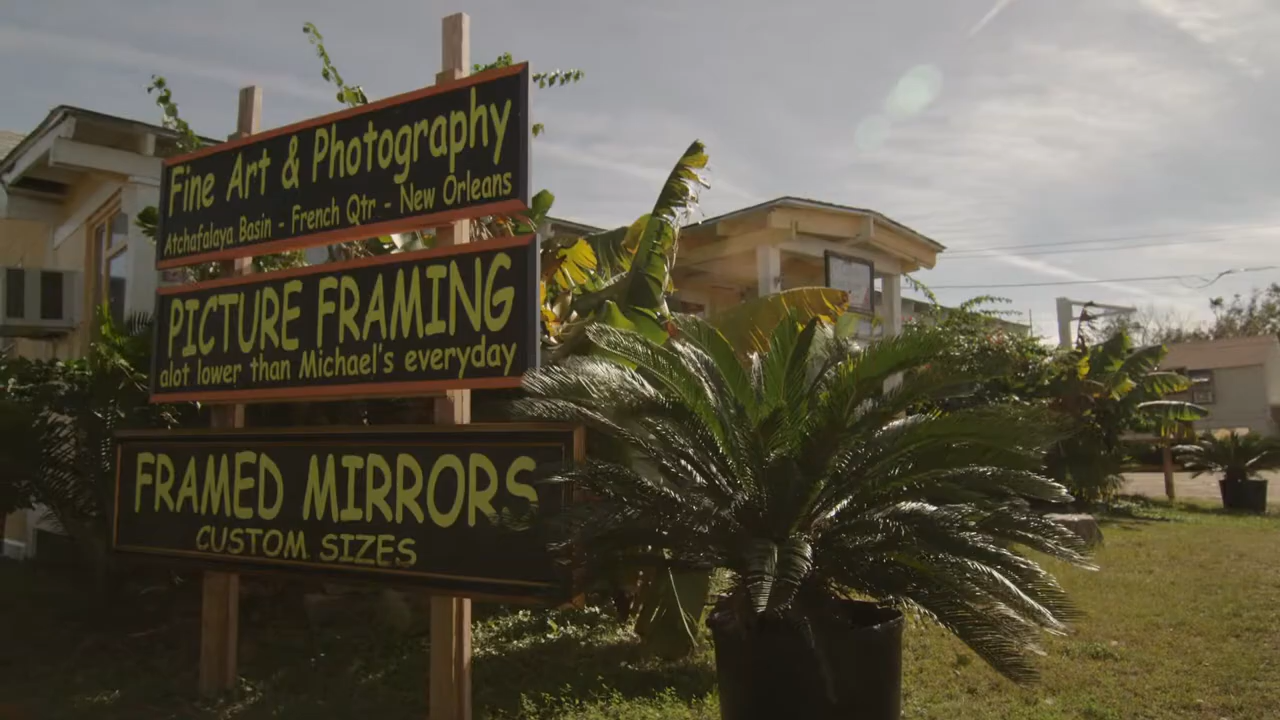 Fine Art & Photography
Atchafalaya Basin - French Qtr - New Orleans
PICTURE FRAMING
alot lower than Michael's everyday
FRAMED MIRRORS
CUSTOM SIZES